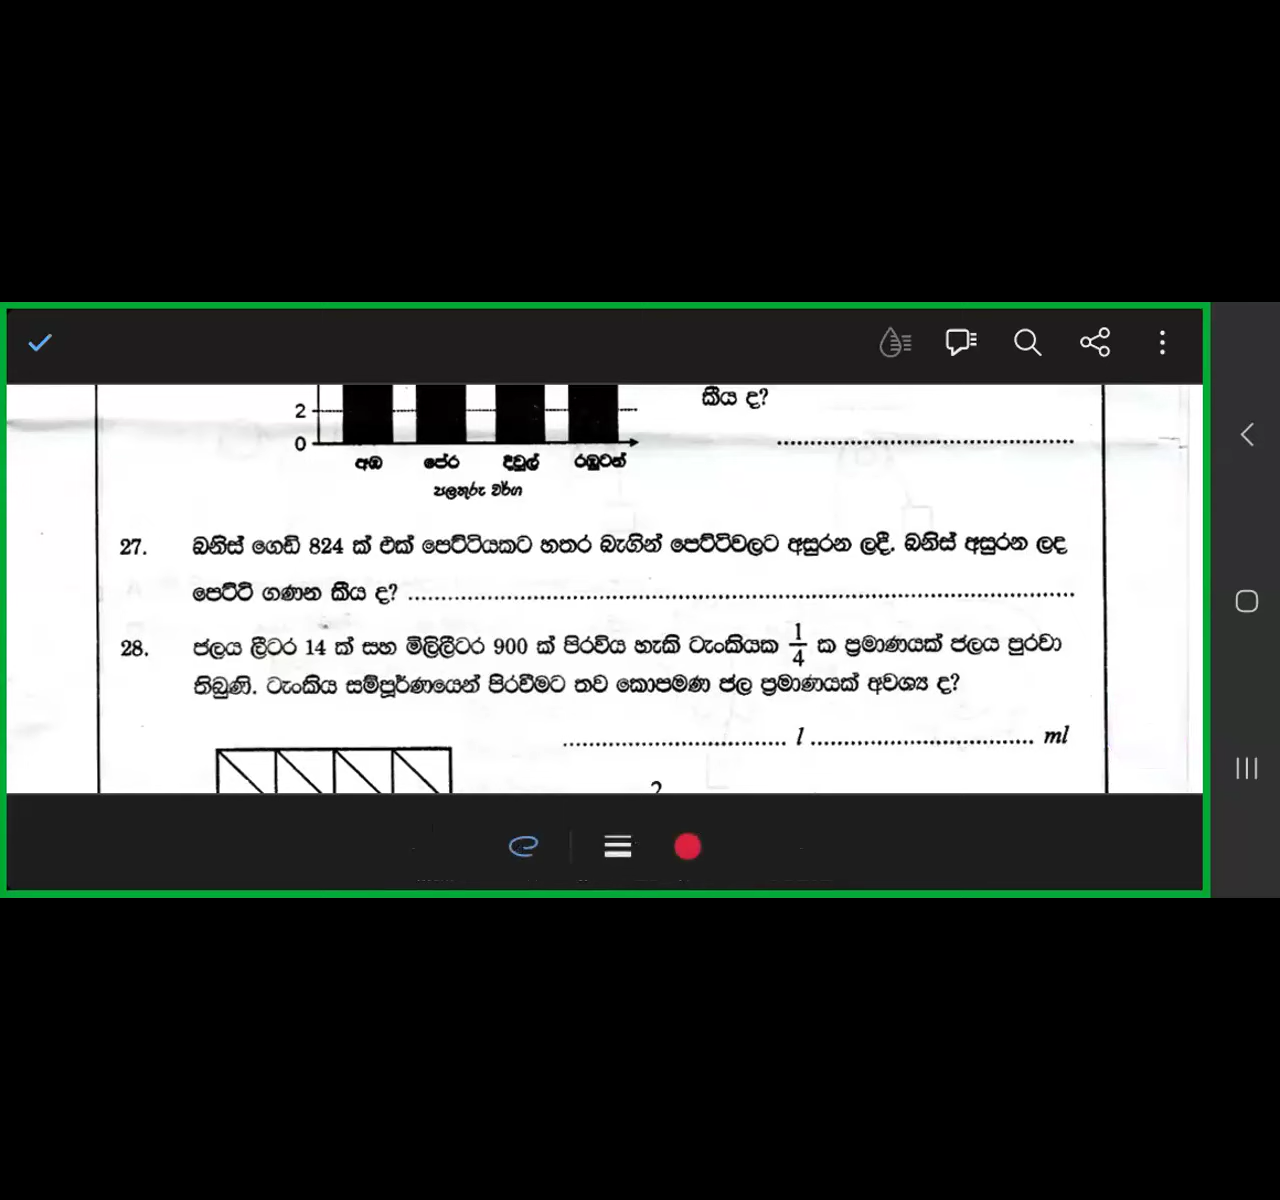 කීය ද?
2
0
අඹ පේර දිවුල් රඹුටන්
පලතුරු වර්ග
27. බනිස් ගෙඩි 824 ක් එක් පෙට්ටියකට හතර බැගින් පෙට්ටිවලට අසුරන ලදී. බනිස් අසුරන ලද
පෙට්ටි ගණන කීය ද? ........................................
28. ජලය ලීටර 14 ක් සහ මිලිලීටර 900 ක් පිරවිය හැකි ටැංකියක 1/4 ක ප්‍රමාණයක් ජලය පුරවා
තිබුණි. ටැංකිය සම්පූර්ණයෙන් පිරවීමට තව කොපමණ ජල ප්‍රමාණයක් අවශ්‍ය ද?
.................... l .................... ml